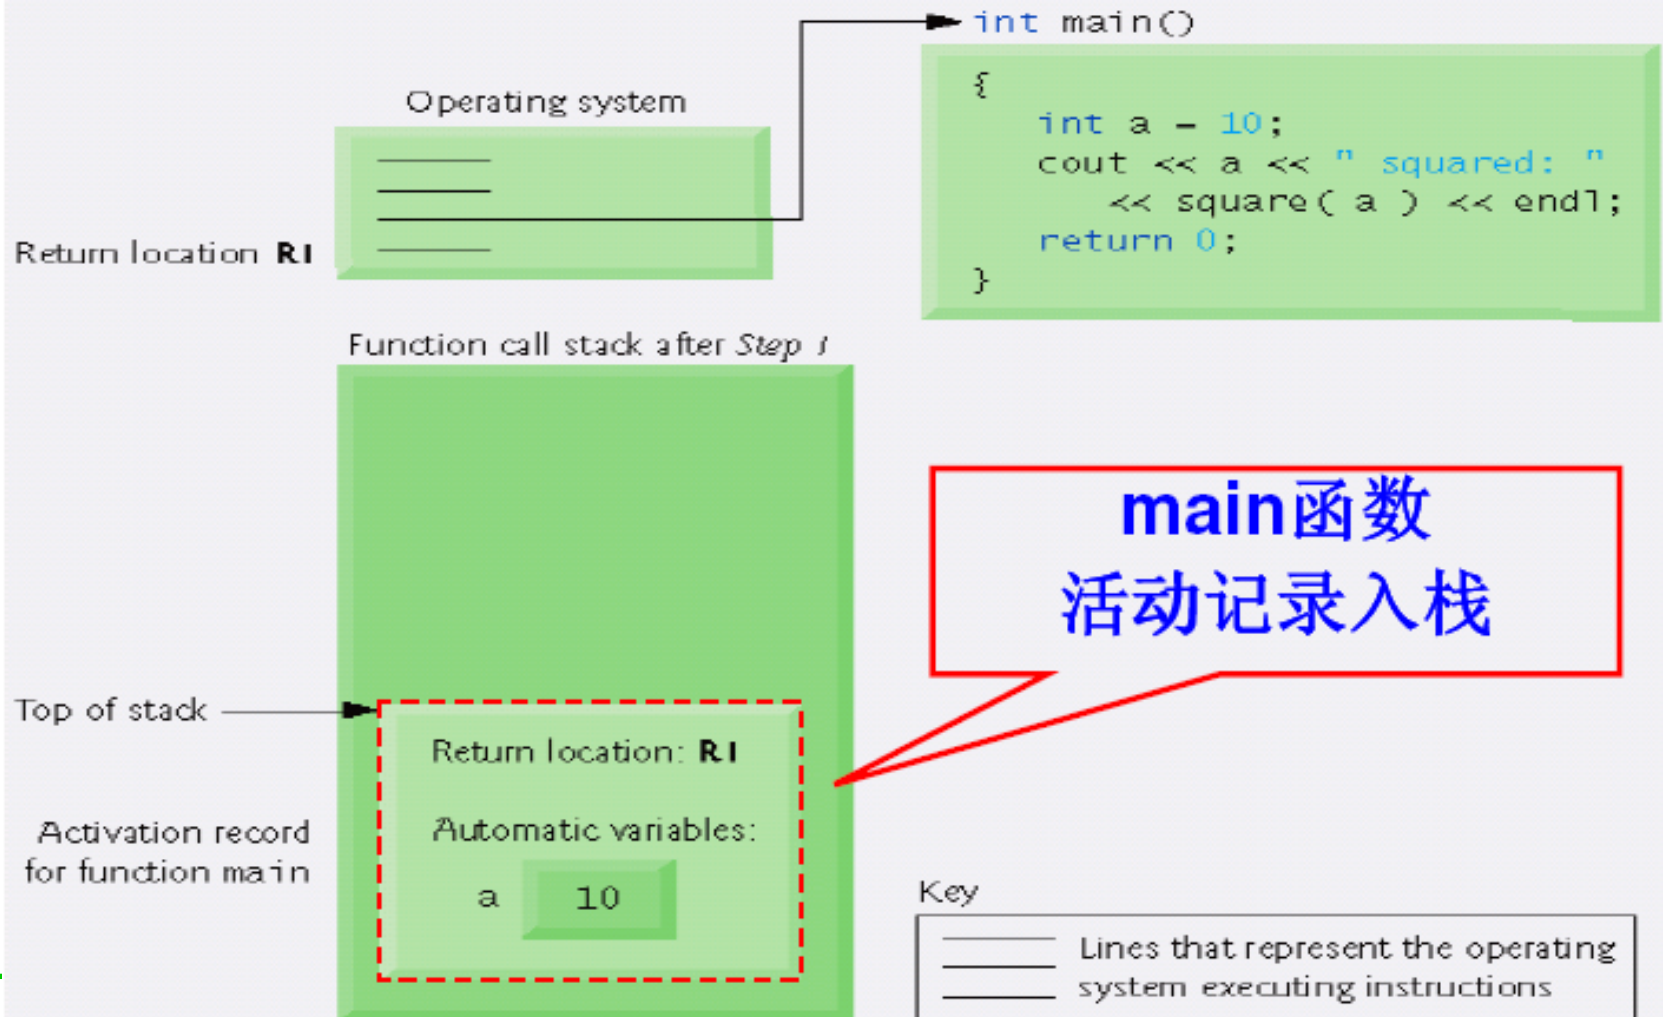 int main()
Operating system
{
int a = 10;
cout << a << " squared: "
<< square( a ) << endl;
return 0;
}
Return location R1
Function call stack after Step 1
main函数
活动记录入栈
Top of stack
Return location: R1
Automatic variables:
a 10
Activation record
for function main
Key
Lines that represent the operating
system executing instructions